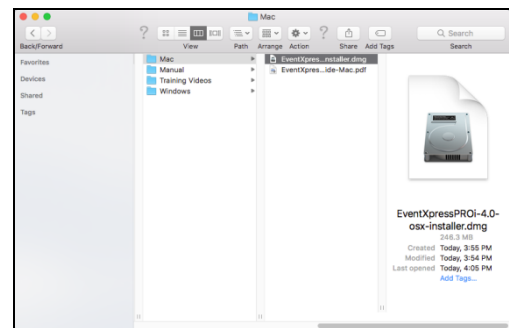 Mac
Back/Forward
View
Path
Arrange
Action
Share
Add Tags
Search
Search
Favorites
Devices
Shared
Tags
Mac
Manual
Training Videos
Windows
EventXpres...nstaller.dmg
EventXpres...ide-Mac.pdf
EventXpressPROi-4.0-
osx-installer.dmg
246.3 MB
Created Today, 3:55 PM
Modified Today, 3:54 PM
Last opened Today, 4:05 PM
Add Tags...